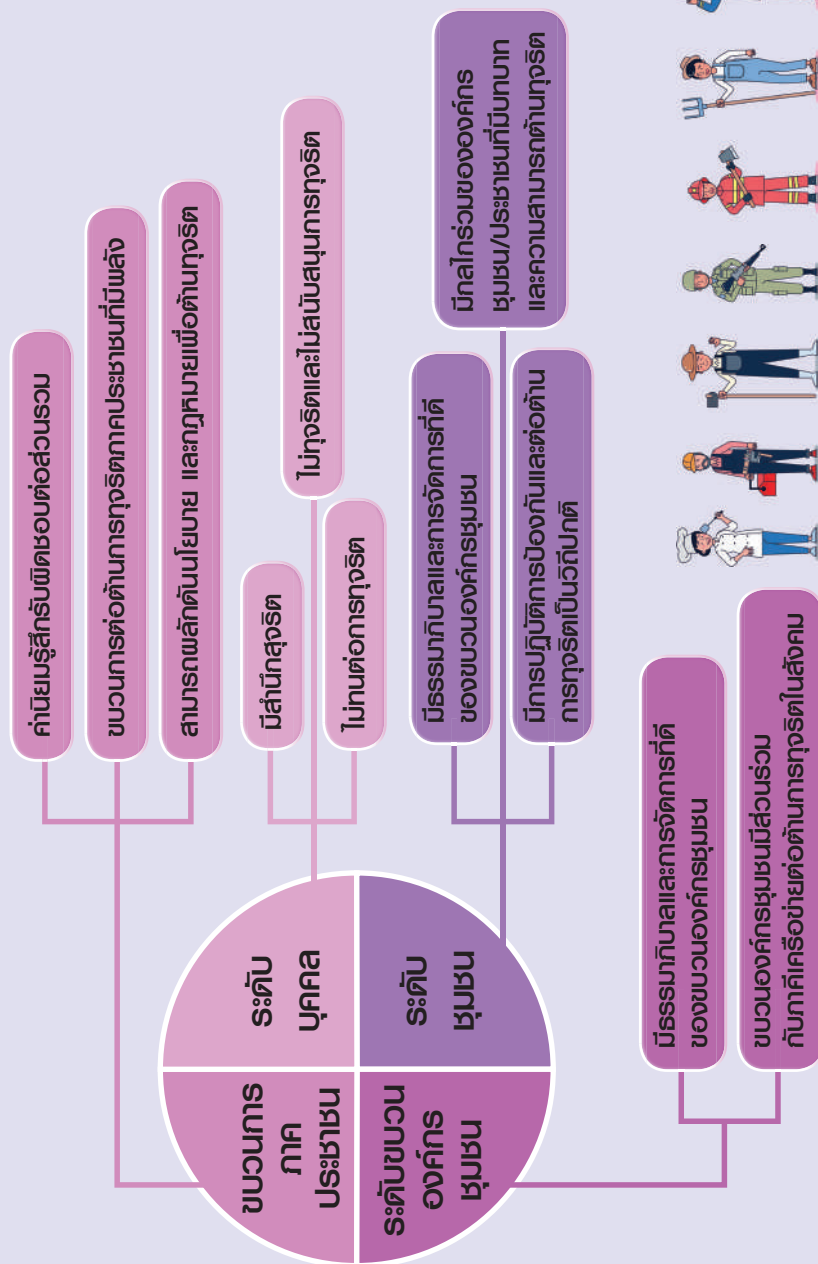 ขบวนการ
ภาค
ประชาชน
ค่านิยมรู้สึกรับผิดชอบต่อส่วนรวม
ขบวนการต่อต้านการทุจริตภาคประชาชนที่มีพลัง
สามารถผลักดันนโยบาย และกฎหมายเพื่อต้านทุจริต
ระดับ
บุคคล
มีสำนึกสุจริต
ไม่ทุจริตและไม่สนับสนุนการทุจริต
ไม่ทนต่อการทุจริต
ระดับ
ชุมชน
มีธรรมาภิบาลและการจัดการที่ดี
ของขบวนองค์กรชุมชน
มีกลไกร่วมขององค์กร
ชุมชน/ประชาชนที่มีบทบาท
และความสามารถต้านทุจริต
มีการปฏิบัติการป้องกันและต่อต้าน
การทุจริตเป็นวิถีปกติ
ระดับขบวน
องค์กร
ชุมชน
มีธรรมาภิบาลและการจัดการที่ดี
ของขบวนองค์กรชุมชน
ขบวนองค์กรชุมชนมีส่วนร่วม
กับภาคีเครือข่ายต่อต้านการทุจริตในสังคม